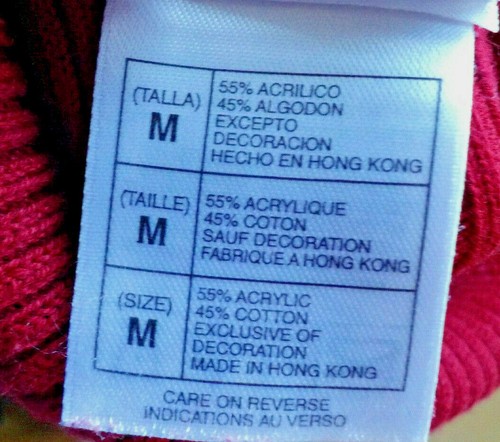 (TALLA)
M
55% ACRILICO
45% ALGODON
EXCEPTO
DECORACION
HECHO EN HONG KONG
(TAILLE)
M
55% ACRYLIQUE
45% COTON
SAUF DECORATION
FABRIQUE A HONG KONG
(SIZE)
M
55% ACRYLIC
45% COTTON
EXCLUSIVE OF
DECORATION
MADE IN HONG KONG
CARE ON REVERSE
INDICATIONS AU VERSO